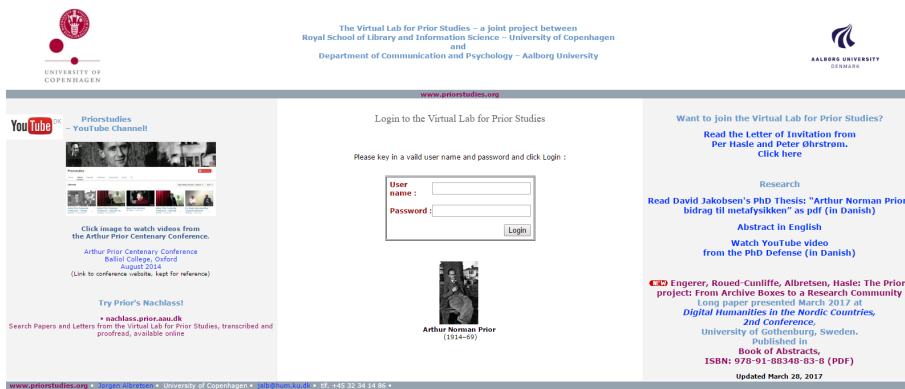 The Virtual Lab for Prior Studies – a joint project between
Royal School of Library and Information Science – University of Copenhagen
and
Department of Communication and Psychology – Aalborg University
UNIVERSITY OF
COPENHAGEN
AALBORG UNIVERSITY
DENMARK
www.priorstudies.org
YouTube DK
Priorstudies
– YouTube Channel!
Click image to watch videos from
the Arthur Prior Centenary Conference.
Arthur Prior Centenary Conference
Balliol College, Oxford
August 2014
(Link to conference website, kept for reference)
Try Prior's Nachlass!
• nachlass.prior.aau.dk
Search Papers and Letters from the Virtual Lab for Prior Studies, transcribed and
proofread, available online
Login to the Virtual Lab for Prior Studies
Please key in a vaild user name and password and click Login :
User
name :
Password :
Login
Arthur Norman Prior
(1914–69)
Want to join the Virtual Lab for Prior Studies?
Read the Letter of Invitation from
Per Hasle and Peter Øhrstrøm.
Click here
Research
Read David Jakobsen's PhD Thesis: "Arthur Norman Prior
bidrag til metafysikken" as pdf (in Danish)
Abstract in English
Watch YouTube video
from the PhD Defense (in Danish)
NEW Engerer, Roued-Cunliffe, Albretsen, Hasle: The Prior
project: From Archive Boxes to a Research Community
Long paper presented March 2017 at
Digital Humanities in the Nordic Countries,
2nd Conference,
University of Gothenburg, Sweden.
Published in
Book of Abstracts,
ISBN: 978-91-88348-83-8 (PDF)
Updated March 28, 2017
www.priorstudies.org • Jørgen Albretsen • University of Copenhagen • jalb@hum.ku.dk • tlf. +45 32 34 14 86 •